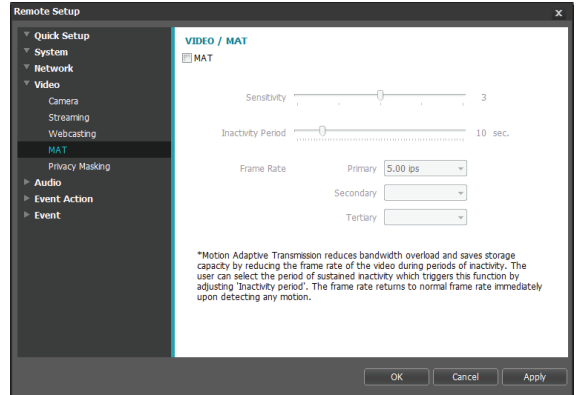 Remote Setup
x
Quick Setup
System
Network
Video
Camera
Streaming
Webcasting
MAT
Privacy Masking
Audio
Event Action
Event
VIDEO / MAT
MAT
Sensitivity 3
Inactivity Period 10 sec.
Frame Rate Primary 5.00 ips
Secondary
Tertiary
*Motion Adaptive Transmission reduces bandwidth overload and saves storage
capacity by reducing the frame rate of the video during periods of inactivity. The
user can select the period of sustained inactivity which triggers this function by
adjusting 'Inactivity period'. The frame rate returns to normal frame rate immediately
upon detecting any motion.
OK Cancel Apply